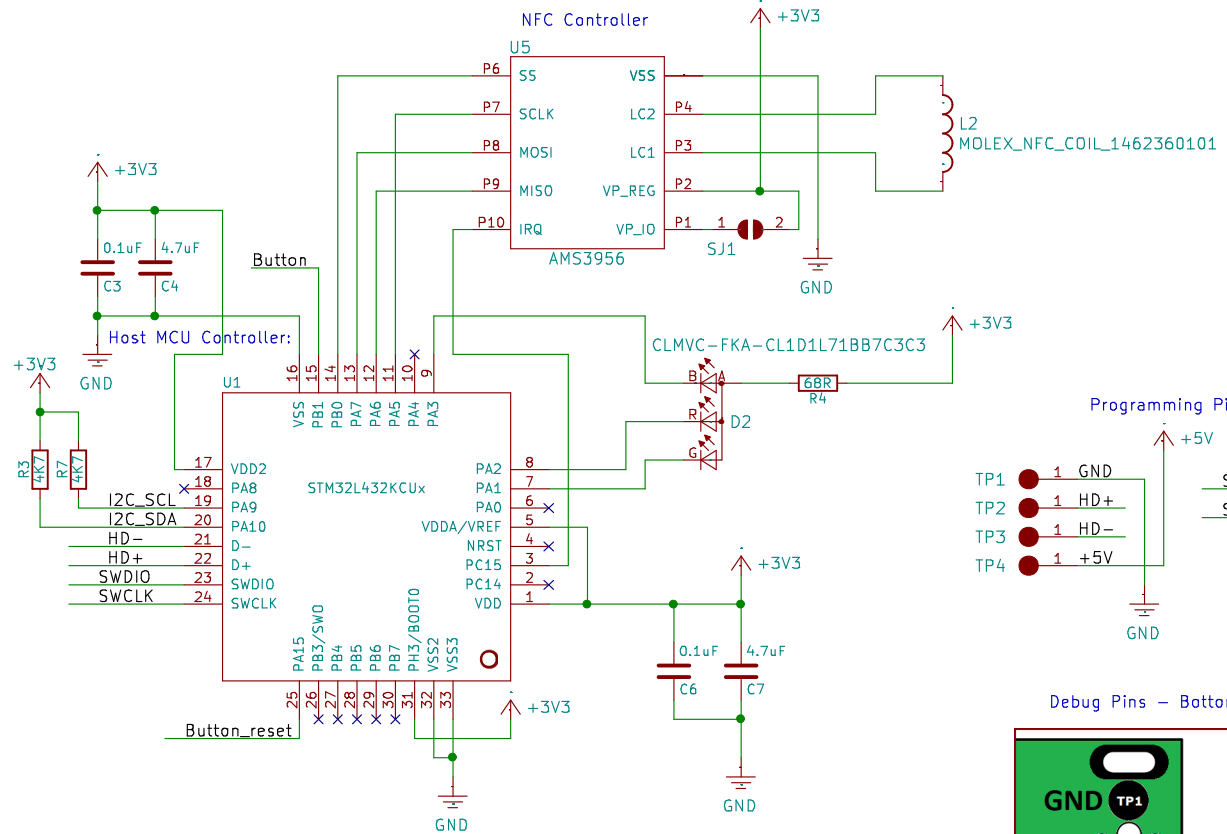 NFC Controller
+3V3
U5
P6 SS
VSS
P7 SCLK
LC2 P4
P8 MOSI
LC1 P3
P9 MISO
VP_REG P2
P10 IRQ
VP_IO P1 1 2
SJ1
AMS3956
GND
L2
MOLEX_NFC_COIL_1462360101
+3V3
0.1uF 4.7uF
C3 C4
Button
GND
Host MCU Controller:
+3V3
CLMVC-FKA-CL1D1L71BB7C3C3
+3V3
B A
68R
R4
R
D2
G
U1
16 15 14 13 12 11 10 9
VSS PB1 PB0 PA7 PA6 PA5 PA4 PA3
R3 4K7
R7 4K7
17 VDD2
18 PA8
I2C_SCL 19 PA9
I2C_SDA 20 PA10
HD- 21 D-
HD+ 22 D+
SWDIO 23 SWDIO
SWCLK 24 SWCLK
STM32L432KCUx
PA2 8
PA1 7
PA0 6
VDDA/VREF 5
NRST 4
PC15 3
PC14 2
VDD 1
PA15 PB3/SWO PB4 PB5 PB6 PB7 PH3/BOOT0 VSS2 VSS3
25 26 27 28 29 30 31 32 33
Button_reset
+3V3
GND
+3V3
0.1uF 4.7uF
C6 C7
GND
Programming Pi
+5V
TP1 1 GND
TP2 1 HD+
TP3 1 HD-
TP4 1 +5V
GND
Debug Pins - Botto
GND TP1